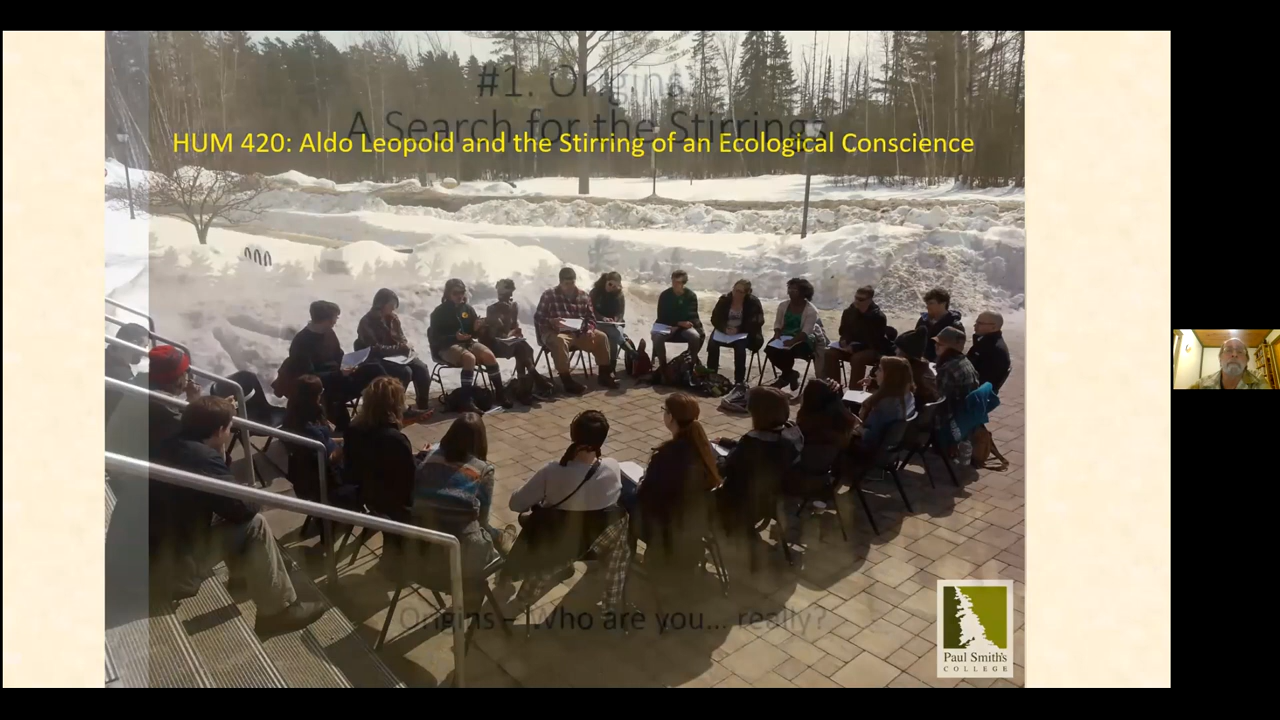 #1. Origins
A Search for the Stirrings
HUM 420: Aldo Leopold and the Stirring of an Ecological Conscience
Origins – Who are you... really?
Paul Smith's
COLLEGE